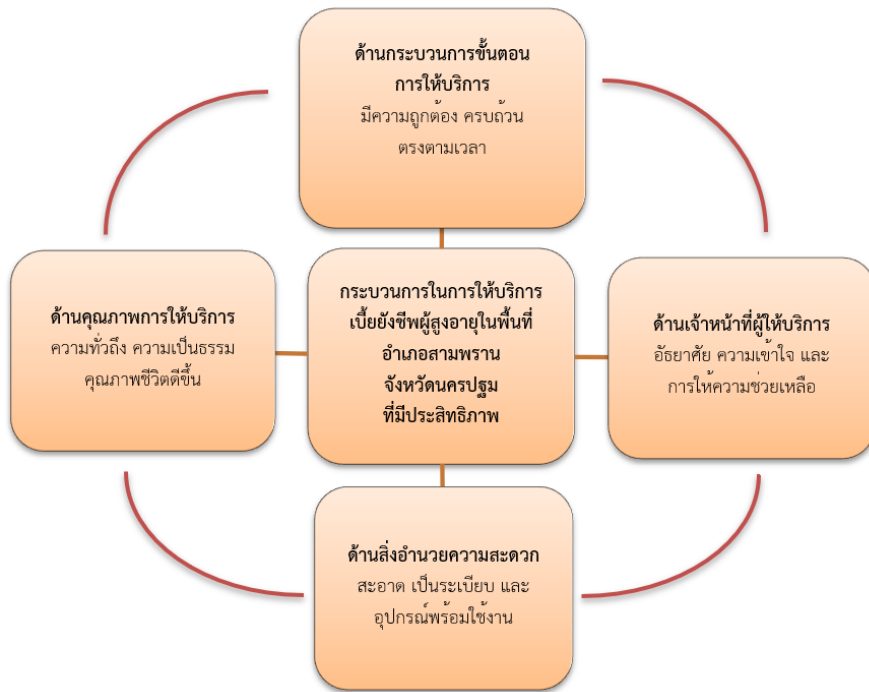 ด้านกระบวนการขั้นตอน
การให้บริการ
มีความถูกต้อง ครบถ้วน
ตรงตามเวลา
ด้านคุณภาพการให้บริการ
ความทั่วถึง ความเป็นธรรม
คุณภาพชีวิตดีขึ้น
กระบวนการในการให้บริการ
เบี้ยยังชีพผู้สูงอายุในพื้นที่
อำเภอสามพราน
จังหวัดนครปฐม
ที่มีประสิทธิภาพ
ด้านเจ้าหน้าที่ผู้ให้บริการ
อัธยาศัย ความเข้าใจ และ
การให้ความช่วยเหลือ
ด้านสิ่งอำนวยความสะดวก
สะอาด เป็นระเบียบ และ
อุปกรณ์พร้อมใช้งาน